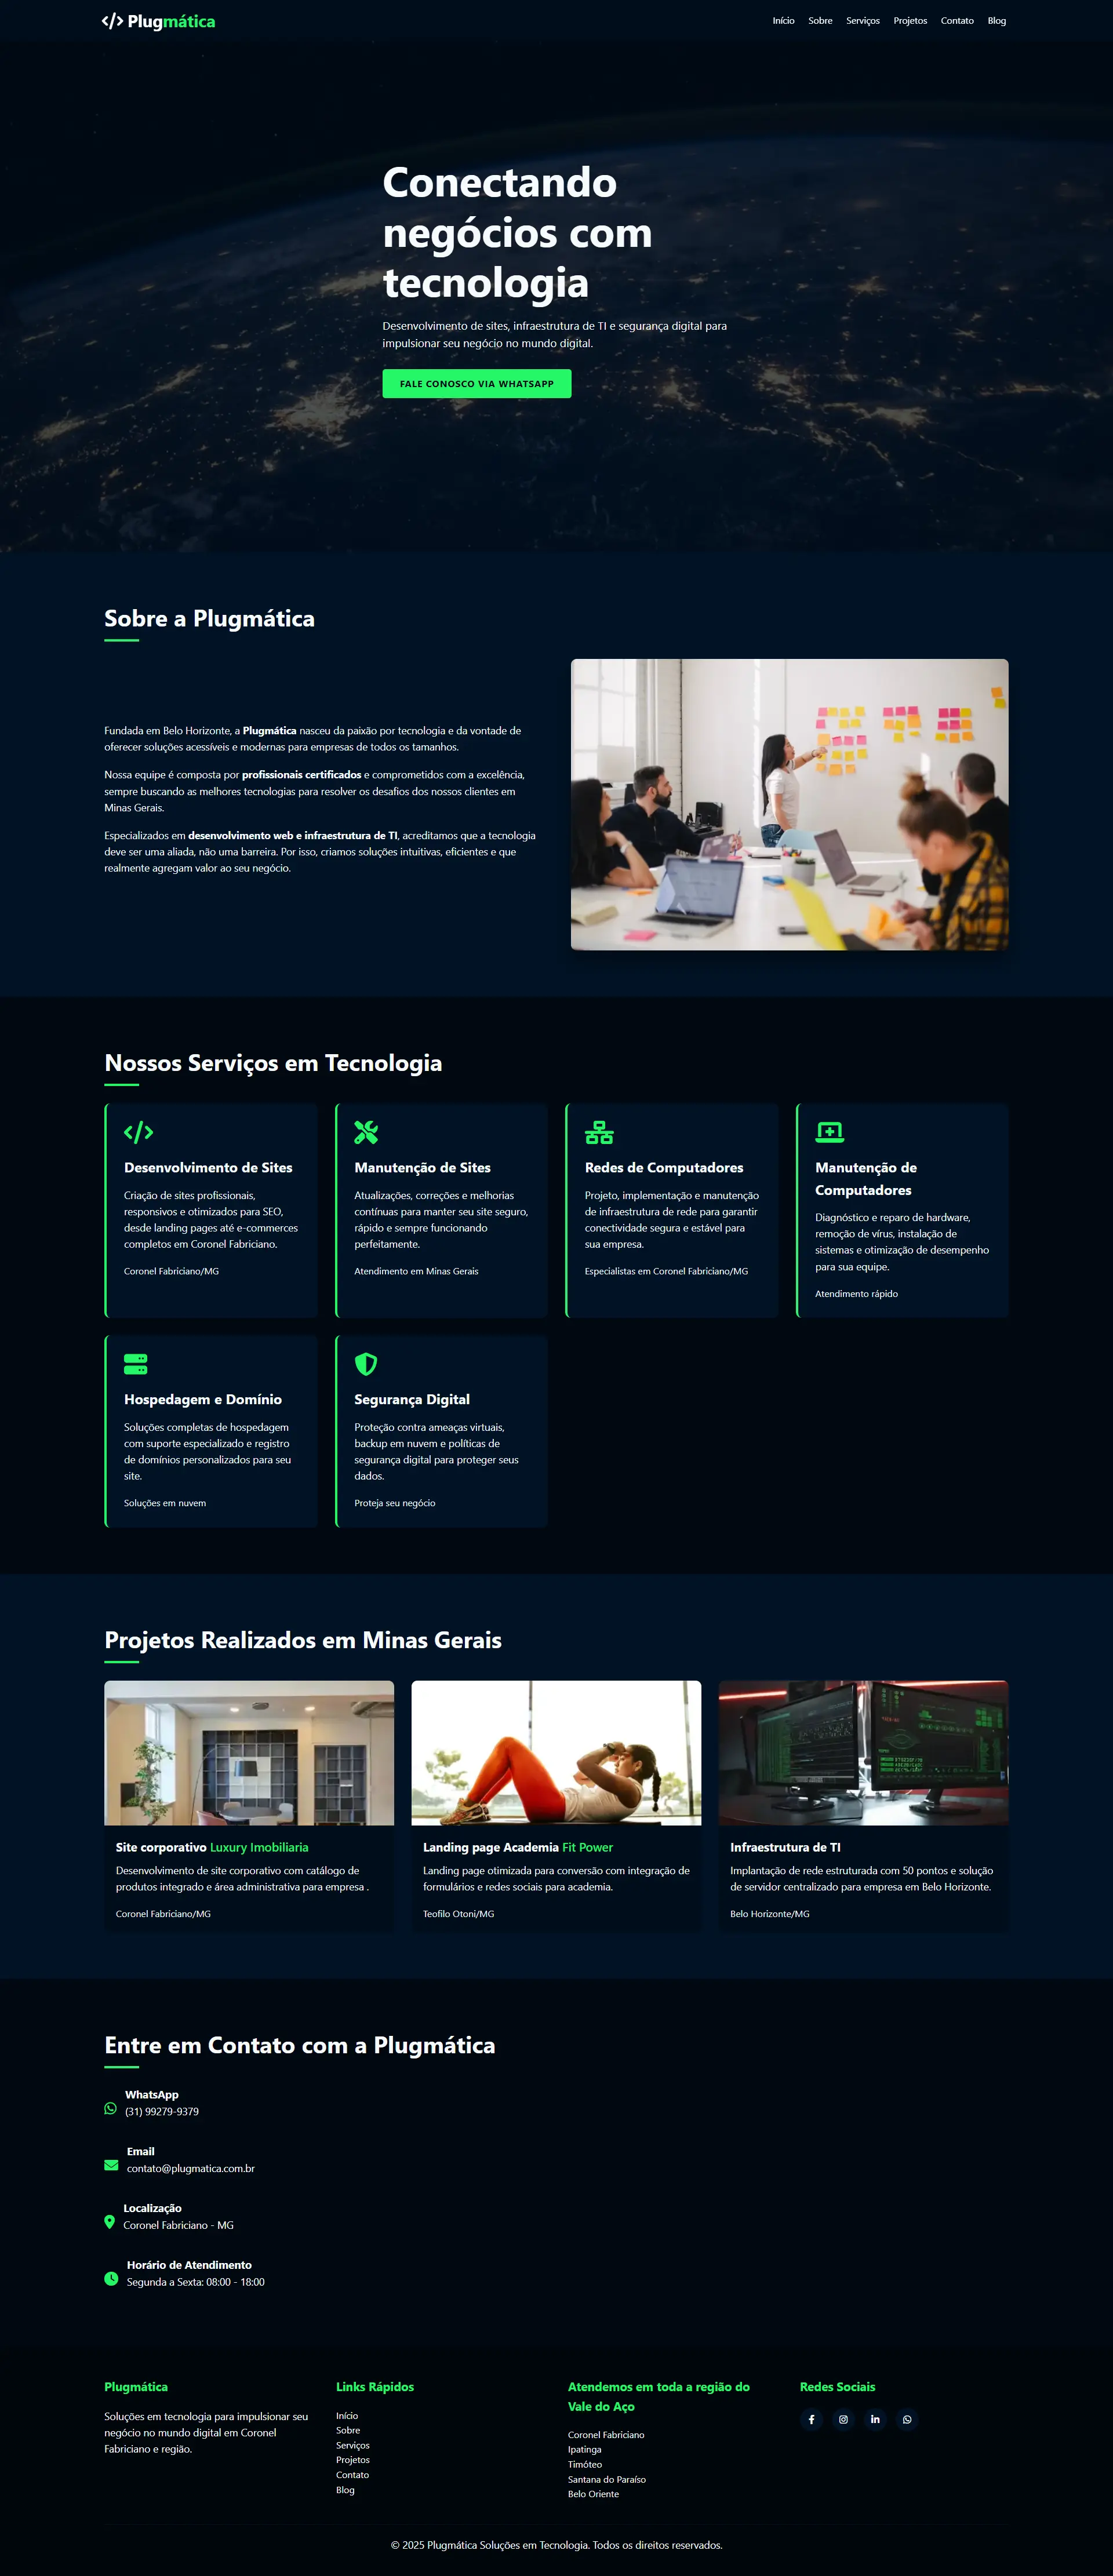 Plugmática
Início Sobre Serviços Projetos Contato Blog
Conectando
negócios com
tecnologia
Desenvolvimento de sites, infraestrutura de TI e segurança digital para
impulsionar seu negócio no mundo digital.
FALE CONOSCO VIA WHATSAPP
Sobre a Plugmática
Fundada em Belo Horizonte, a Plugmática nasceu da paixão por tecnologia e da vontade de
oferecer soluções acessíveis e modernas para empresas de todos os tamanhos.
Nossa equipe é composta por profissionais certificados e comprometidos com a excelência,
sempre buscando as melhores tecnologias para resolver os desafios dos nossos clientes em
Minas Gerais.
Especializados em desenvolvimento web e infraestrutura de TI, acreditamos que a tecnologia
deve ser uma aliada, não uma barreira. Por isso, criamos soluções intuitivas, eficientes e que
realmente agregam valor ao seu negócio.
Nossos Serviços em Tecnologia
Desenvolvimento de Sites
Criação de sites profissionais,
responsivos e otimizados para SEO,
desde landing pages até e-commerces
completos em Coronel Fabriciano.
Coronel Fabriciano/MG
Manutenção de Sites
Atualizações, correções e melhorias
contínuas para manter seu site seguro,
rápido e sempre funcionando
perfeitamente.
Atendimento em Minas Gerais
Redes de Computadores
Projeto, implementação e manutenção
de infraestrutura de rede para garantir
conectividade segura e estável para
sua empresa.
Especialistas em Coronel Fabriciano/MG
Manutenção de
Computadores
Diagnóstico e reparo de hardware,
remoção de vírus, instalação de
sistemas e otimização de desempenho
para sua equipe.
Atendimento rápido
Hospedagem e Domínio
Soluções completas de hospedagem
com suporte especializado e registro
de domínios personalizados para seu
site.
Soluções em nuvem
Segurança Digital
Proteção contra ameaças virtuais,
backup em nuvem e políticas de
segurança digital para proteger seus
dados.
Proteja seu negócio
Projetos Realizados em Minas Gerais
Site corporativo Luxury Imobiliaria
Desenvolvimento de site corporativo com catálogo de
produtos integrado e área administrativa para empresa .
Coronel Fabriciano/MG
Landing page Academia Fit Power
Landing page otimizada para conversão com integração de
formulários e redes sociais para academia.
Teofilo Otoni/MG
Infraestrutura de TI
Implantação de rede estruturada com 50 pontos e solução
de servidor centralizado para empresa em Belo Horizonte.
Belo Horizonte/MG
Entre em Contato com a Plugmática
WhatsApp
(31) 99279-9379
Email
contato@plugmatica.com.br
Localização
Coronel Fabriciano - MG
Horário de Atendimento
Segunda a Sexta: 08:00 - 18:00
Plugmática
Soluções em tecnologia para impulsionar seu
negócio no mundo digital em Coronel
Fabriciano e região.
Links Rápidos
Início
Sobre
Serviços
Projetos
Contato
Blog
Atendemos em toda a região do
Vale do Aço
Coronel Fabriciano
Ipatinga
Timóteo
Santana do Paraíso
Belo Oriente
Redes Sociais
© 2025 Plugmática Soluções em Tecnologia. Todos os direitos reservados.